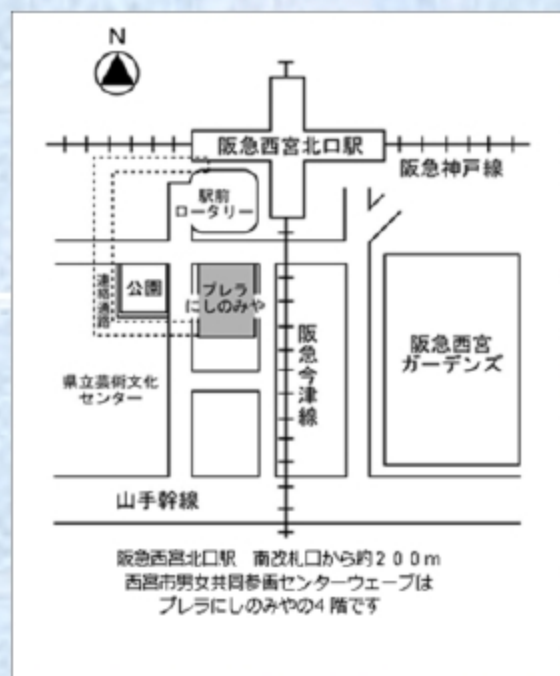 N
阪急西宮北口駅
阪急神戸線
駅前
ロータリー
連絡通路
公園
プレラ
にしのみや
阪急今津線
阪急西宮
ガーデンズ
県立芸術文化
センター
山手幹線
阪急西宮北口駅 南改札口から約200m
西宮市男女共同参画センターウェーブは
プレラにしのみやの4階です